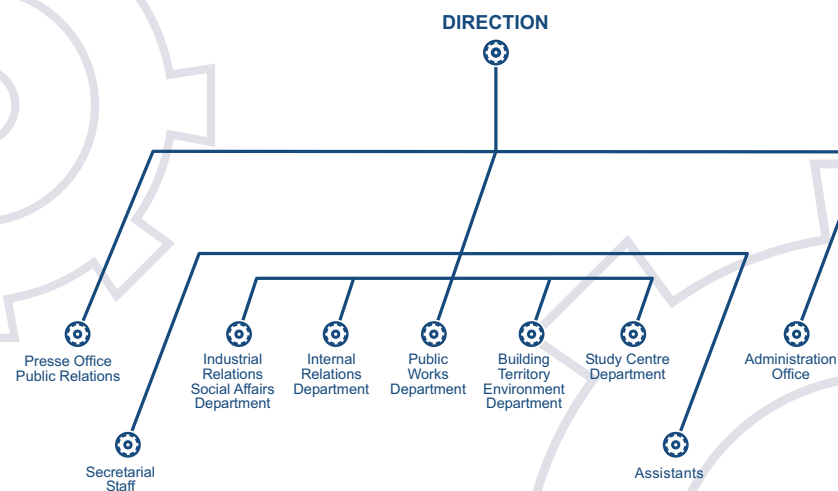 DIRECTION
Presse Office
Public Relations
Industrial
Relations
Social Affairs
Department
Internal
Relations
Department
Public
Works
Department
Building
Territory
Environment
Department
Study Centre
Department
Administration
Office
Secretarial
Staff
Assistants